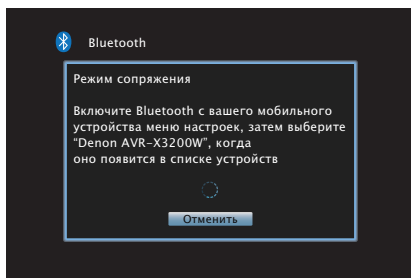 Bluetooth
Режим сопряжения
Включите Bluetooth с вашего мобильного
устройства меню настроек, затем выберите
“Denon AVR-X3200W”, когда
оно появится в списке устройств
Отменить